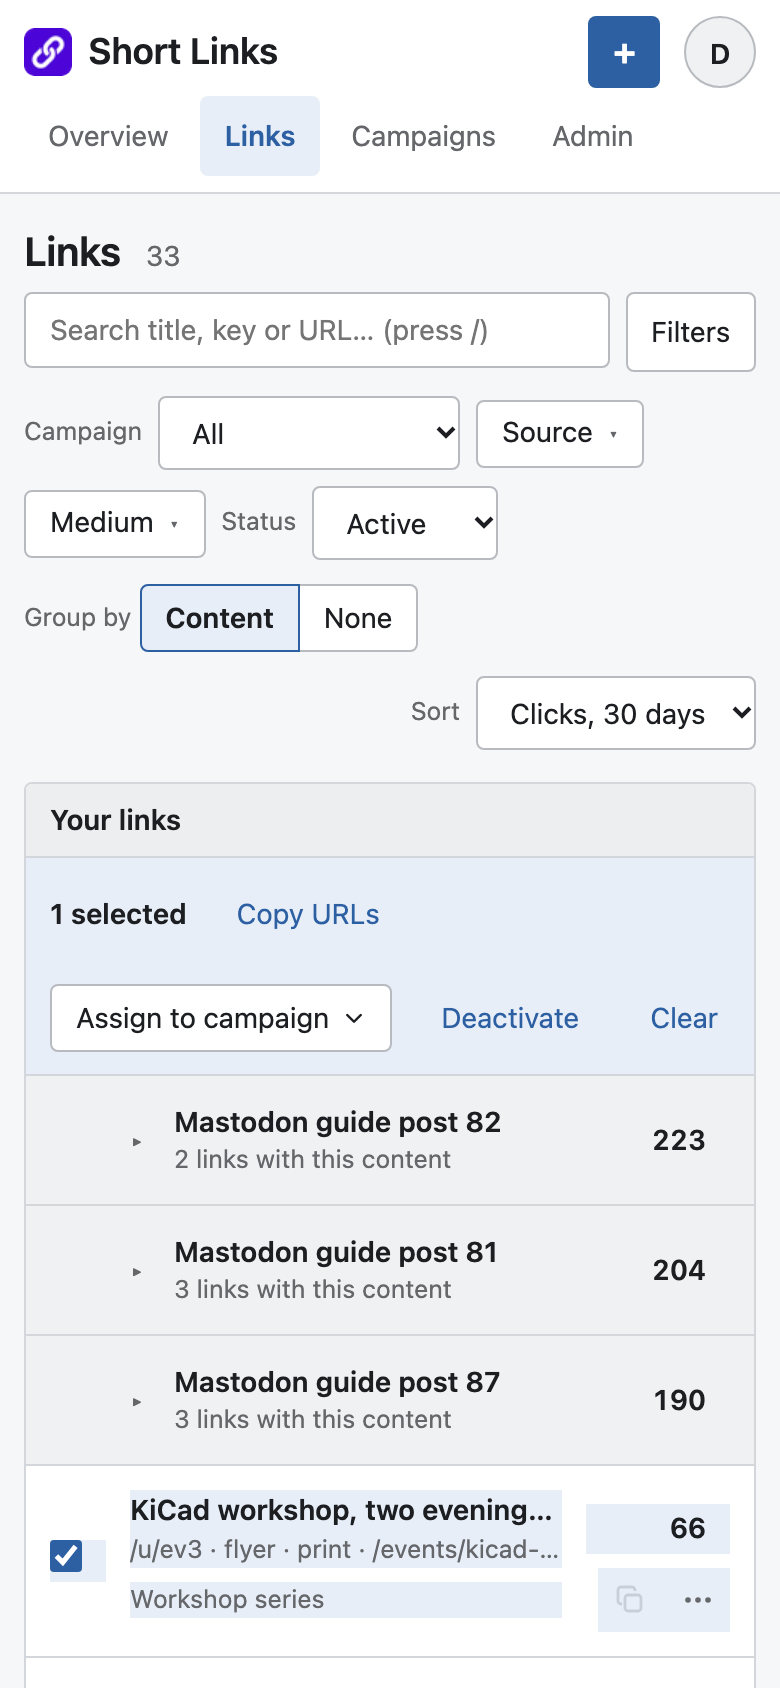 Short Links
+
D
Overview
Links
Campaigns
Admin
Links 33
Search title, key or URL... (press /)
Filters
Campaign
All
Source
Medium
Status
Active
Group by
Content
None
Sort
Clicks, 30 days
Your links
1 selected
Copy URLs
Assign to campaign
Deactivate
Clear
Mastodon guide post 82
2 links with this content
223
Mastodon guide post 81
3 links with this content
204
Mastodon guide post 87
3 links with this content
190
KiCad workshop, two evening...
/u/ev3 · flyer · print · /events/kicad-...
Workshop series
66